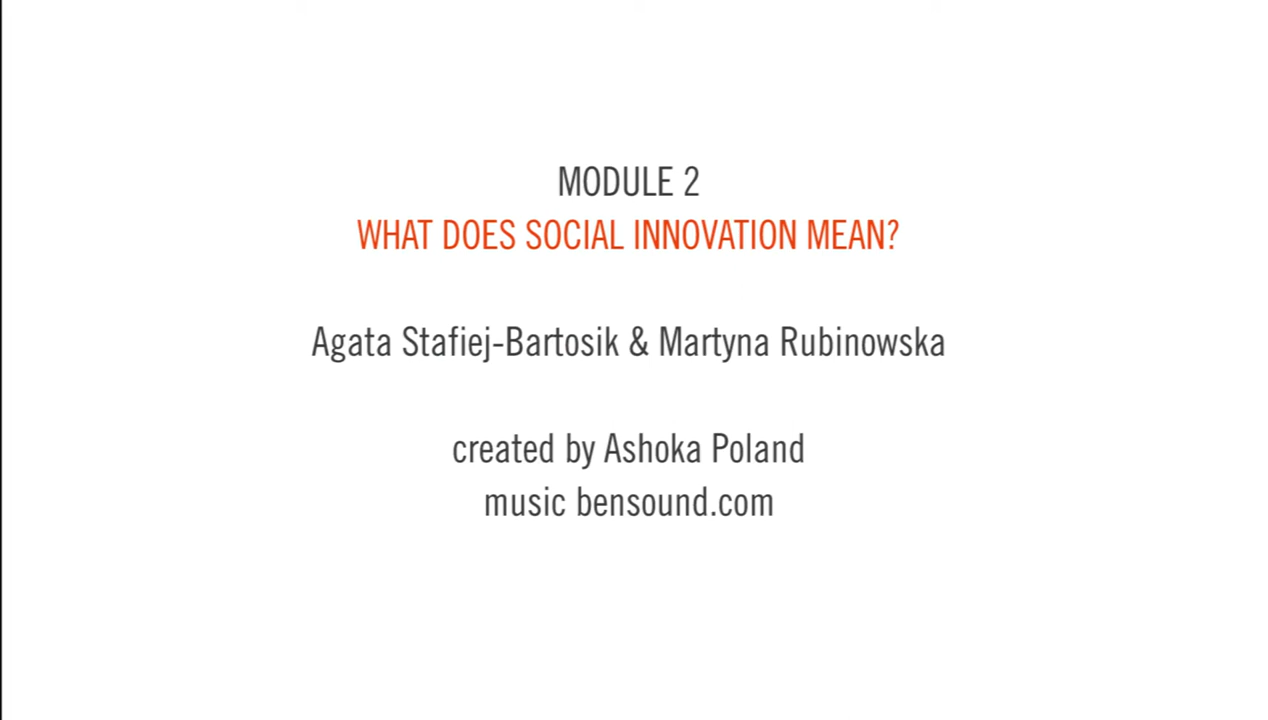 MODULE 2
WHAT DOES SOCIAL INNOVATION MEAN?
Agata Stafiej-Bartosik & Martyna Rubinowska
created by Ashoka Poland
music bensound.com